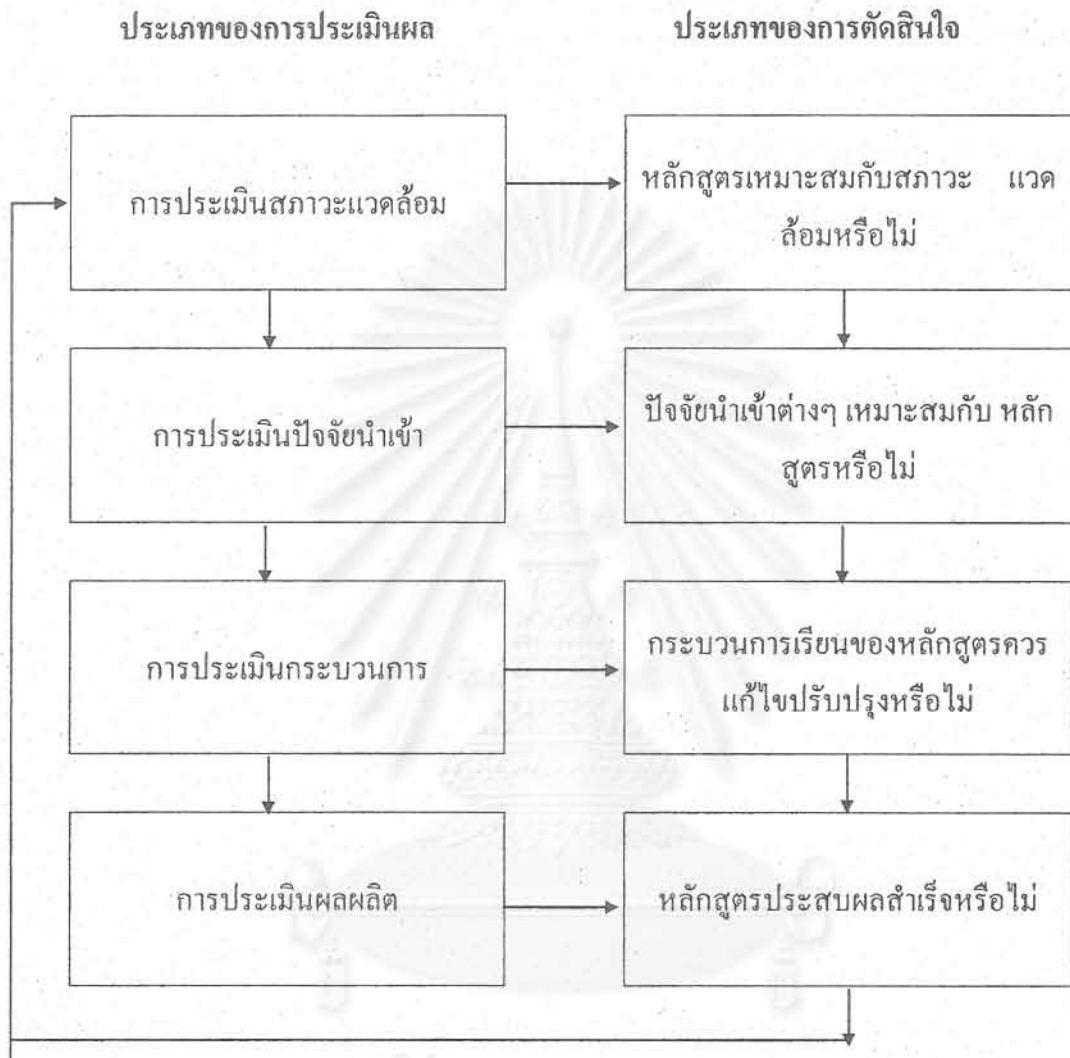 ประเภทของการประเมินผล
ประเภทของการตัดสินใจ
การประเมินสภาวะแวดล้อม
หลักสูตรเหมาะสมกับสภาวะ แวด
ล้อมหรือไม่
การประเมินปัจจัยนำเข้า
ปัจจัยนำเข้าต่างๆ เหมาะสมกับ หลัก
สูตรหรือไม่
การประเมินกระบวนการ
กระบวนการเรียนของหลักสูตรควร
แก้ไขปรับปรุงหรือไม่
การประเมินผลผลิต
หลักสูตรประสบผลสำเร็จหรือไม่